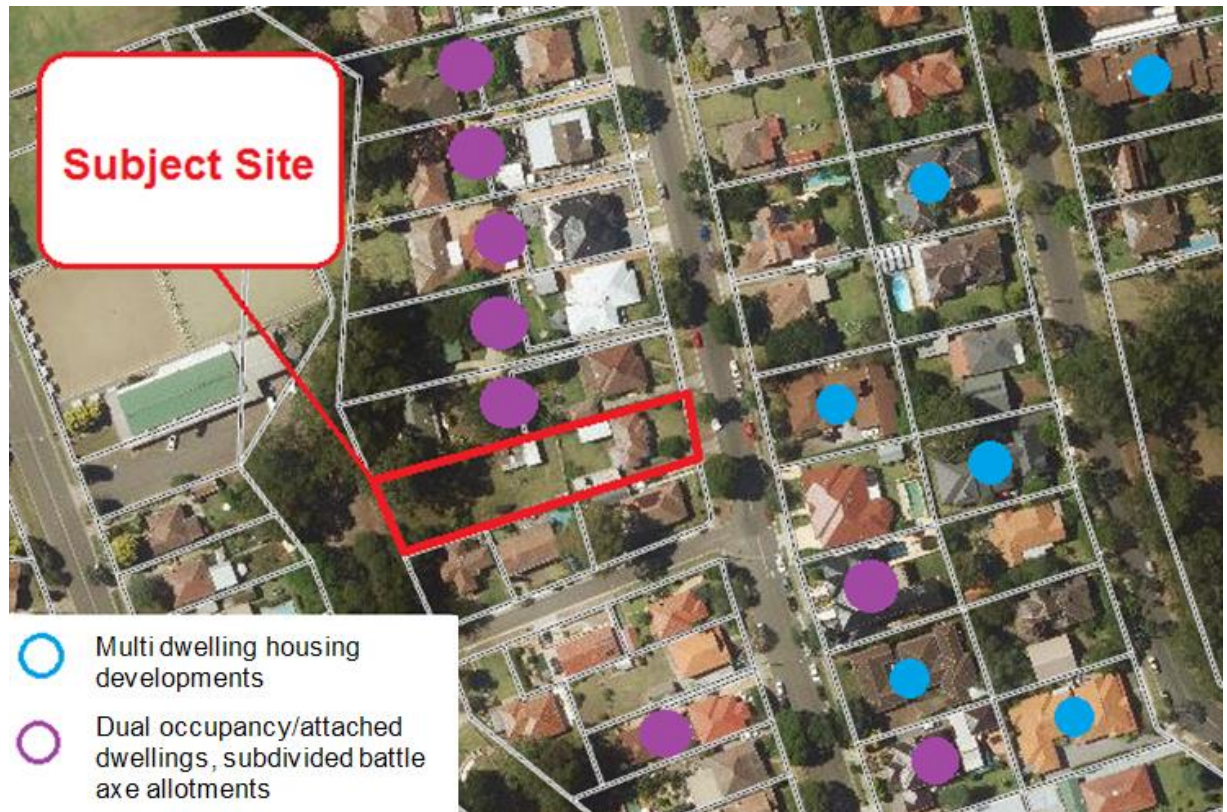 Subject Site
Multi dwelling housing
developments
Dual occupancy/attached
dwellings, subdivided battle
axe allotments